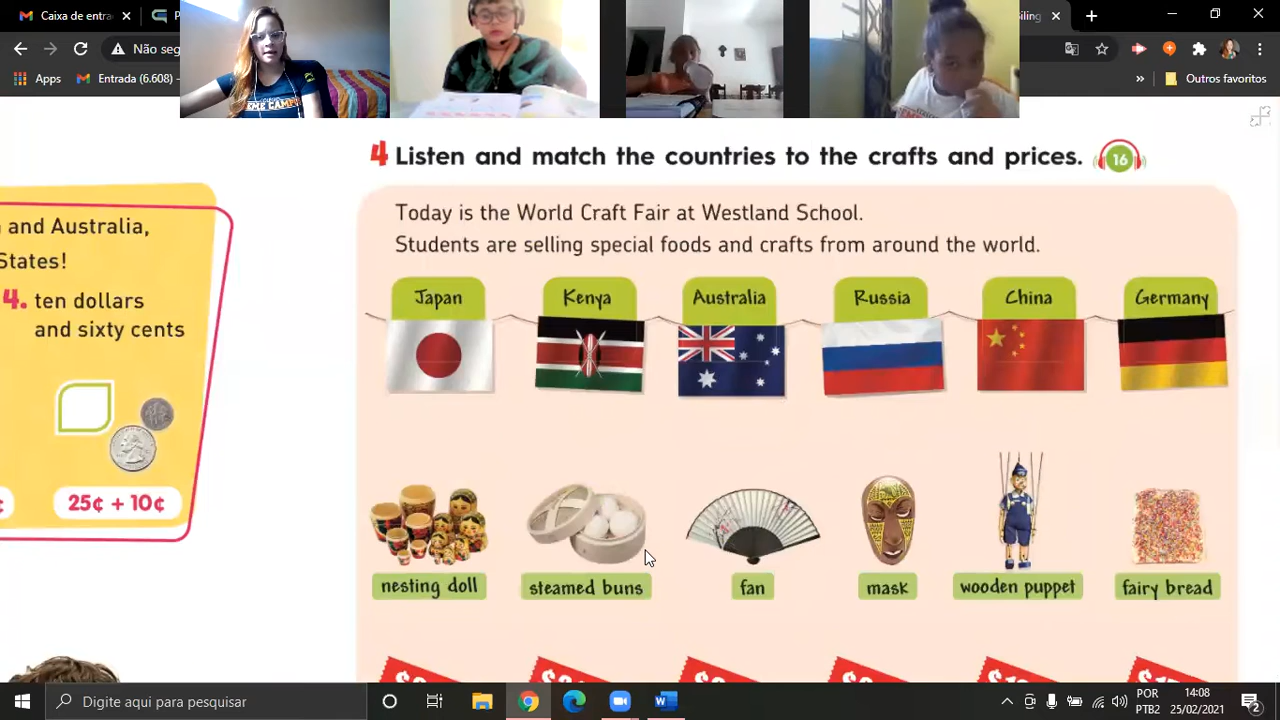 Caixa de entra
P
iling
Não seg
Apps
Entrada (6.608) -
»
Outros favoritos
EME CAMP
4 Listen and match the countries to the crafts and prices. 16
Today is the World Craft Fair at Westland School.
Students are selling special foods and crafts from around the world.
n and Australia,
States!
4. ten dollars
and sixty cents
25¢ + 10¢
Japan
Kenya
Australia
Russia
China
Germany
nesting doll
steamed buns
fan
mask
wooden puppet
fairy bread
Digite aqui para pesquisar
POR
PTB2
14:08
25/02/2021
2